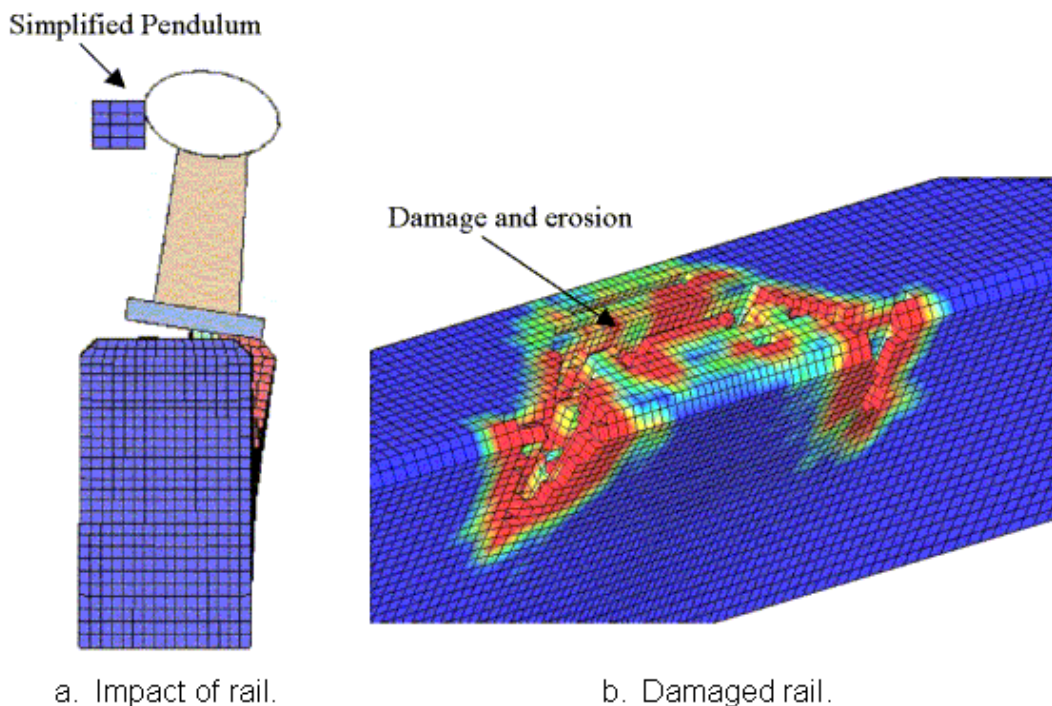 Simplified Pendulum
Damage and erosion
a. Impact of rail.
b. Damaged rail.